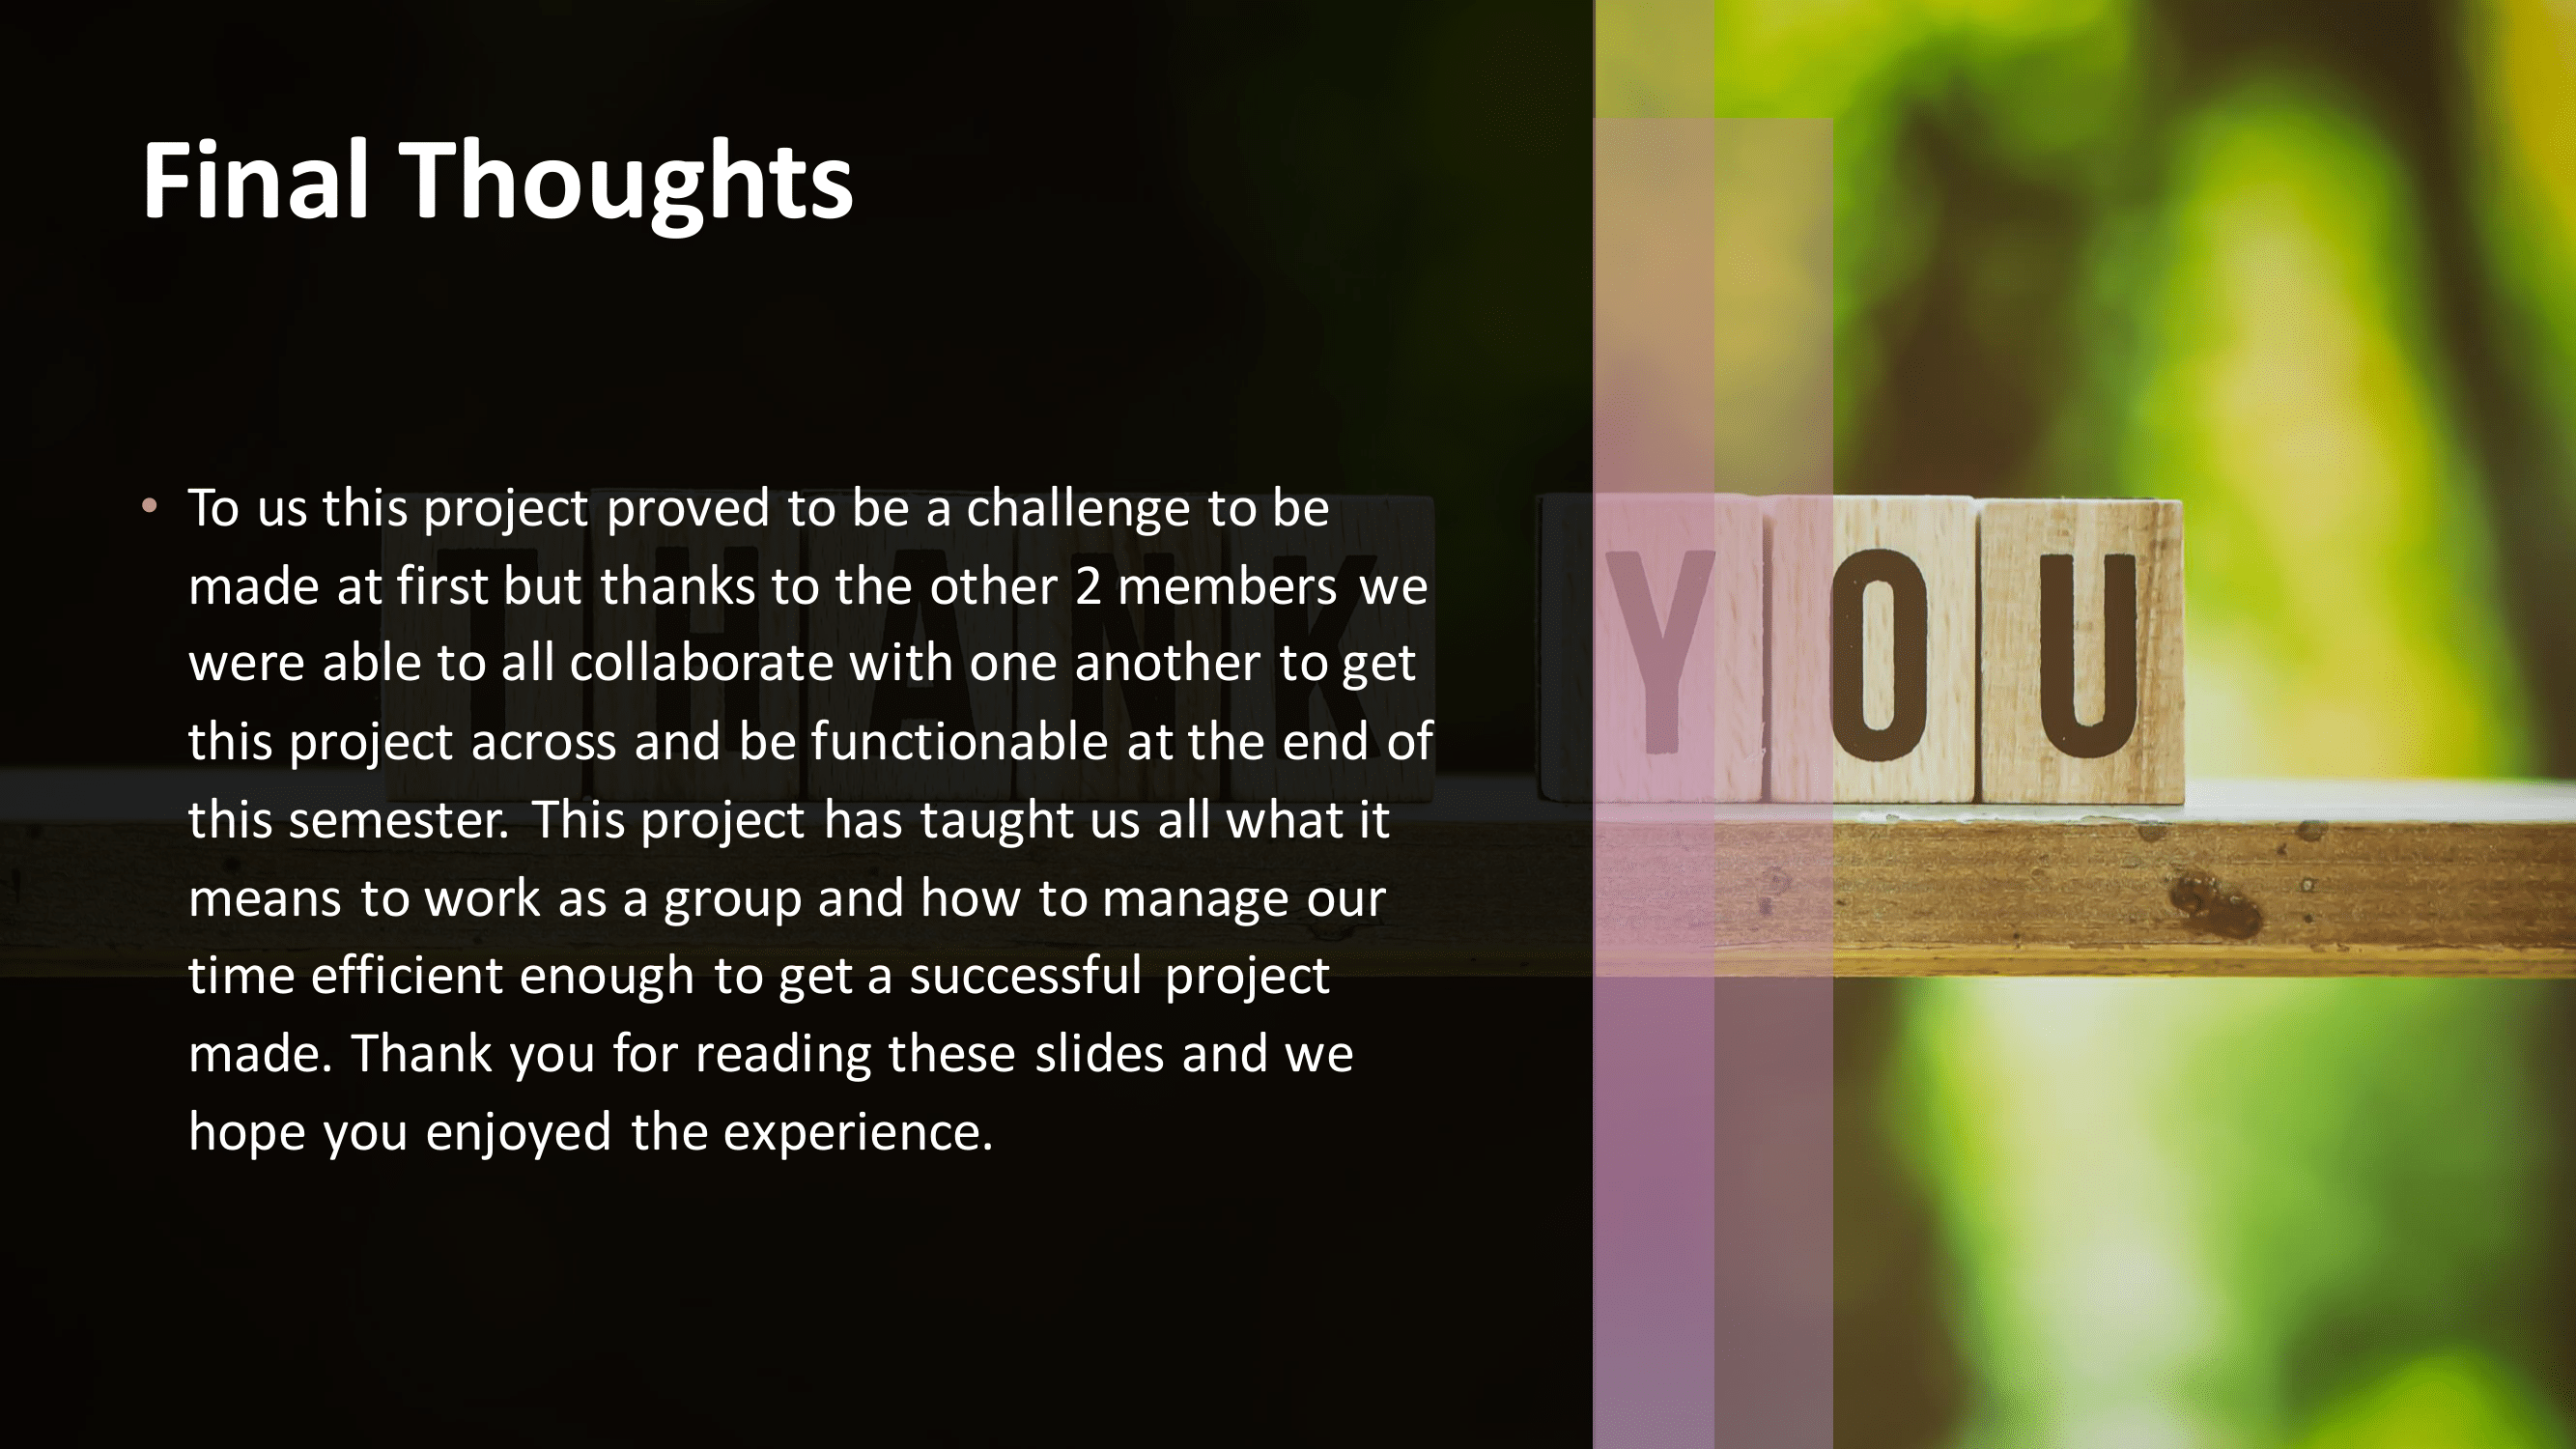 Final Thoughts
• To us this project proved to be a challenge to be
made at first but thanks to the other 2 members we
were able to all collaborate with one another to get
this project across and be functionable at the end of
this semester. This project has taught us all what it
means to work as a group and how to manage our
time efficient enough to get a successful project
made. Thank you for reading these slides and we
hope you enjoyed the experience.
THANK YOU